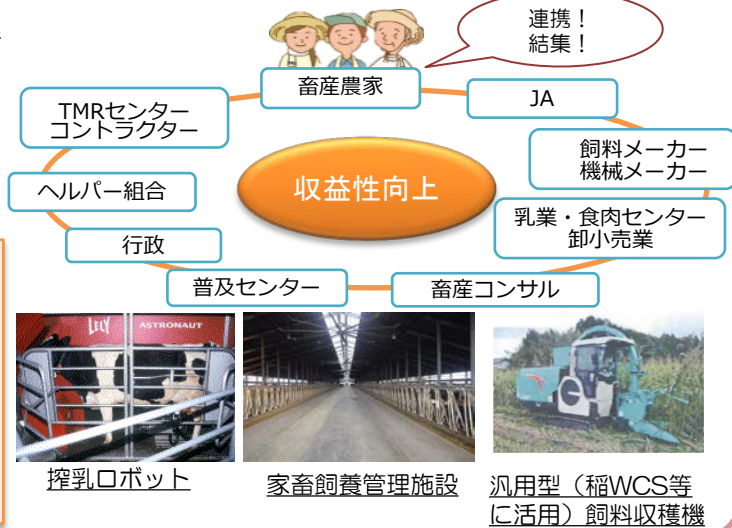 連携！
結集！
畜産農家
JA
TMRセンター
コントラクター
飼料メーカー
機械メーカー
ヘルパー組合
収益性向上
乳業・食肉センター
卸小売業
行政
普及センター
畜産コンサル
LELY
ASTRONAUT
搾乳ロボット
家畜飼養管理施設
汎用型（稲WCS等
に活用）飼料収穫機